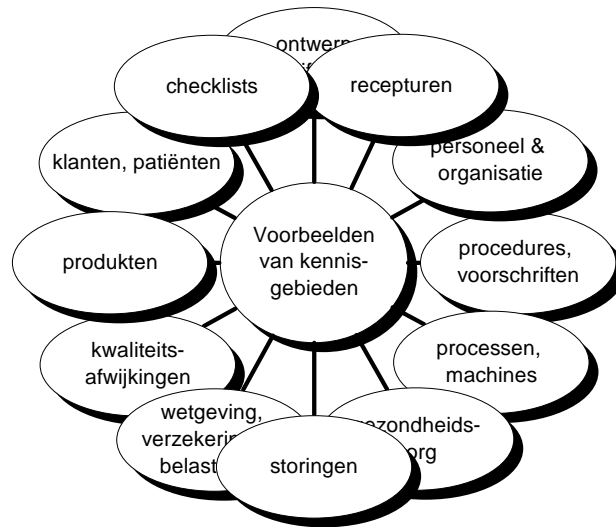 ontwerp
checklists
recepturen
klanten, patiënten
personeel &
organisatie
Voorbeelden
van kennis-
gebieden
produkten
procedures,
voorschriften
kwaliteits-
afwijkingen
processen,
machines
wetgeving,
storingen